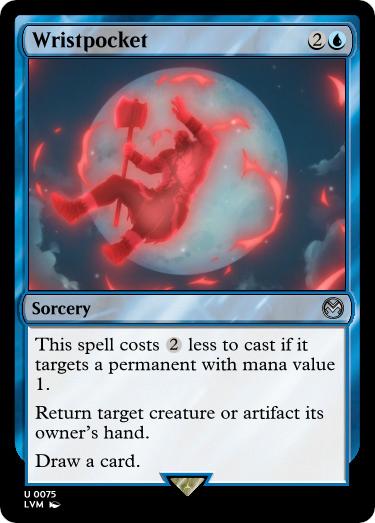 Wristpocket 2
Sorcery
This spell costs 2 less to cast if it
targets a permanent with mana value
1.
Return target creature or artifact its
owner's hand.
Draw a card.
U 0075
LVM